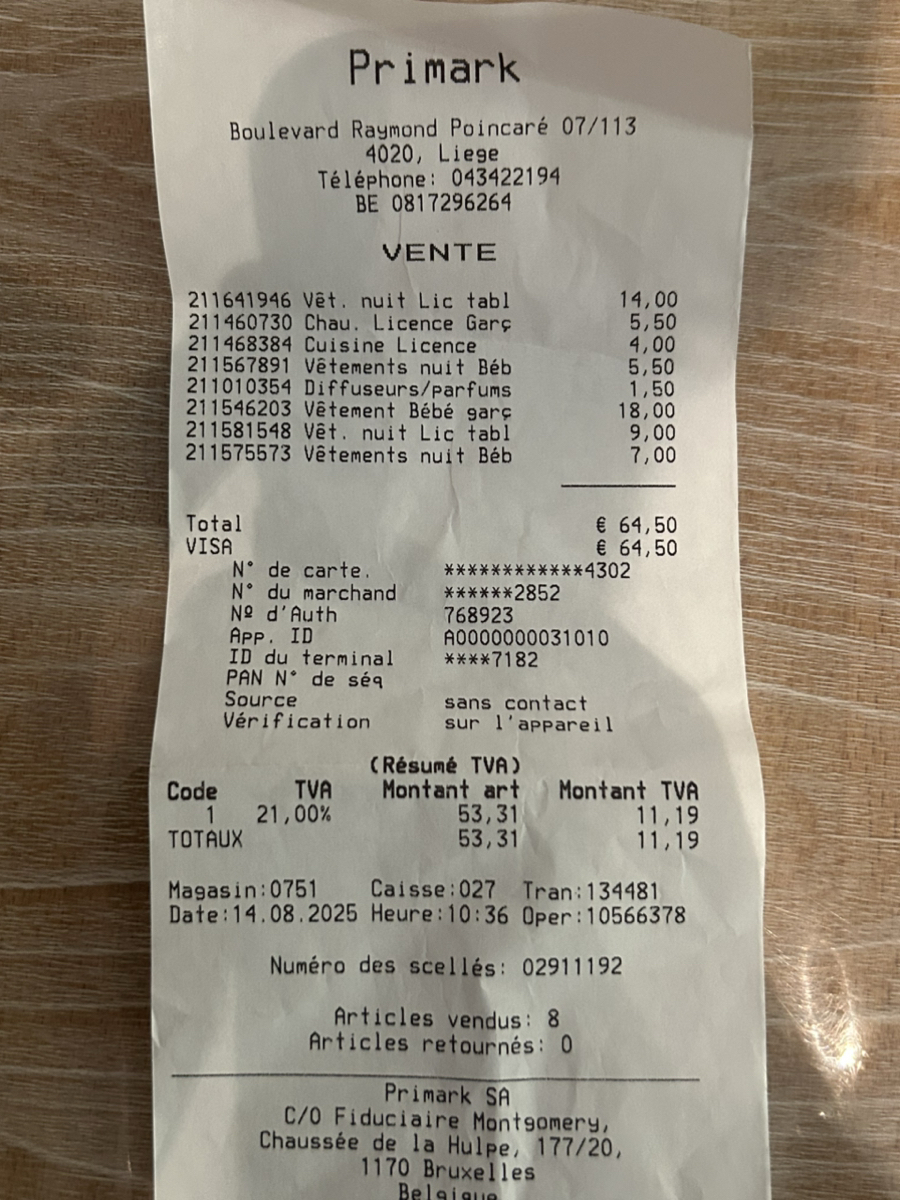 Primark
Boulevard Raymond Poincaré 07/113
4020, Liege
Téléphone: 043422194
BE 0817296264
VENTE
211641946 Vêt. nuit Lic tabl 14,00
211460730 Chau. Licence Garç 5,50
211468384 Cuisine Licence 4,00
211567891 Vêtements nuit Béb 5,50
211010354 Diffuseurs/parfums 1,50
211546203 Vêtement Bébé garç 18,00
211581548 Vêt. nuit Lic tabl 9,00
211575573 Vêtements nuit Béb 7,00
Total € 64,50
VISA € 64,50
N° de carte. ************4302
N° du marchand ******2852
Nº d'Auth 768923
App. ID A0000000031010
ID du terminal ****7182
PAN N° de séq
Source sans contact
Vérification sur l'appareil
(Résumé TVA)
Code TVA Montant art Montant TVA
1 21,00% 53,31 11,19
TOTAUX 53,31 11,19
Magasin:0751 Caisse:027 Tran:134481
Date:14.08.2025 Heure:10:36 Oper:10566378
Numéro des scellés: 02911192
Articles vendus: 8
Articles retournés: 0
Primark SA
C/O Fiduciaire Montgomery,
Chaussée de la Hulpe, 177/20,
1170 Bruxelles
Belgique